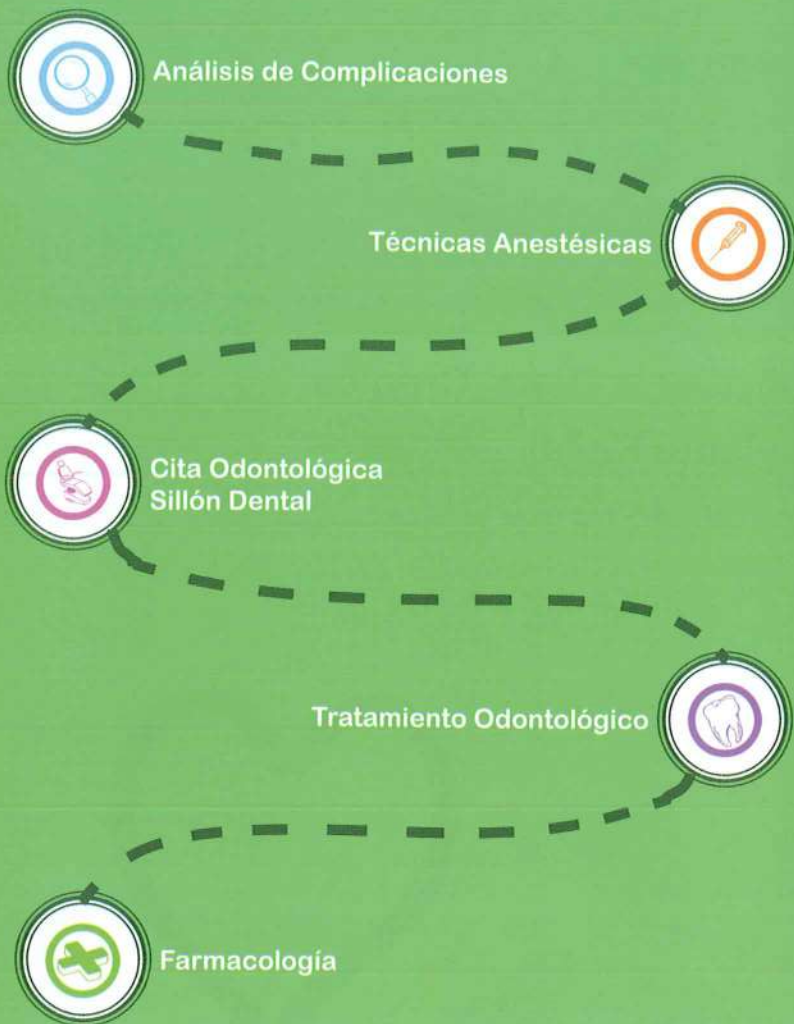 Análisis de Complicaciones
Técnicas Anestésicas
Cita Odontológica
Sillón Dental
Tratamiento Odontológico
Farmacología